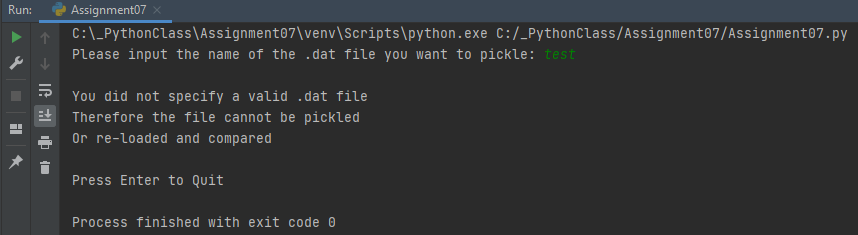 Run: Assignment07
C:\_PythonClass\Assignment07\venv\Scripts\python.exe C:/_PythonClass/Assignment07/Assignment07.py
Please input the name of the .dat file you want to pickle: test
You did not specify a valid .dat file
Therefore the file cannot be pickled
Or re-loaded and compared
Press Enter to Quit
Process finished with exit code 0